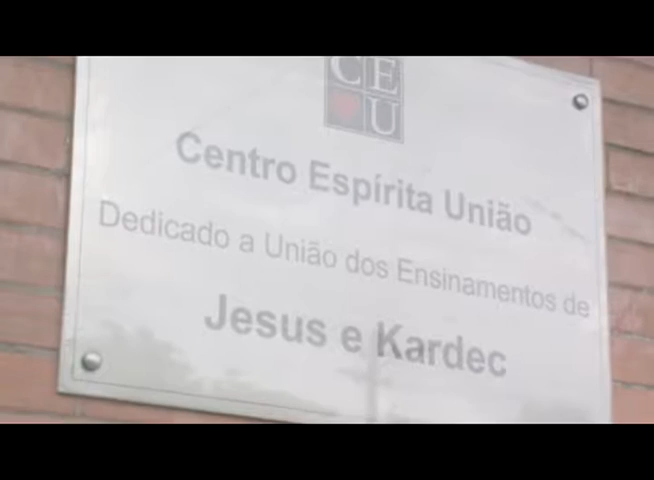 CE
U
Centro Espírita União
Dedicado a União dos Ensinamentos de
Jesus e Kardec